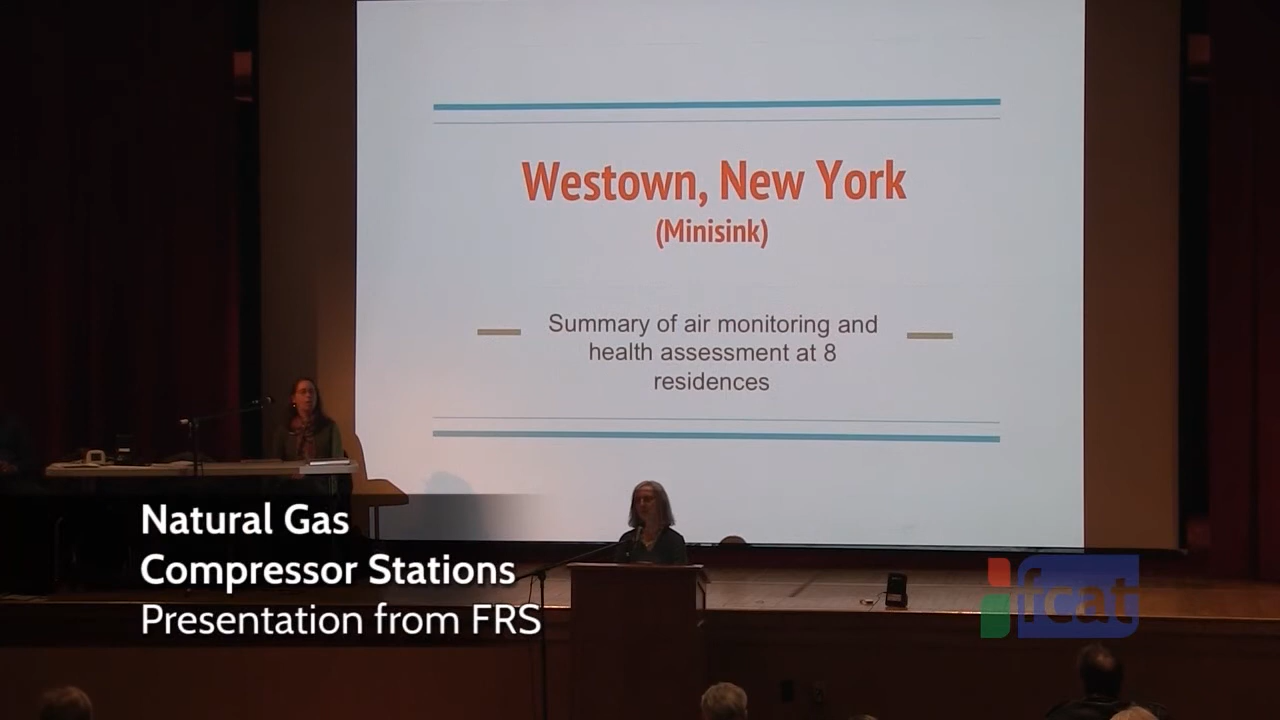 Westown, New York
(Minisink)
Summary of air monitoring and
health assessment at 8
residences
Natural Gas
Compressor Stations
Presentation from FRS
fcat